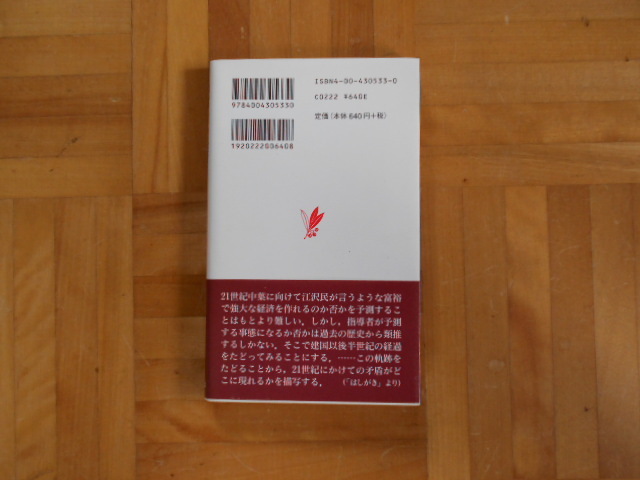 ISBN4-00-430533-0
C0222 ¥640E
定価(本体640円+税)
9784004305330
1920222006408
21世紀中葉に向けて江沢民が言うような富裕
で強大な経済を作れるのか否かを予測するこ
とはもとより難しい．しかし，指導者が予測
する事態になるか否かは過去の歴史から類推
するしかない．そこで建国以後半世紀の経過
をたどってみることにする．……この軌跡を
たどることから，21世紀にかけての矛盾がど
こに現れるかを描写する． (「はしがき」より)